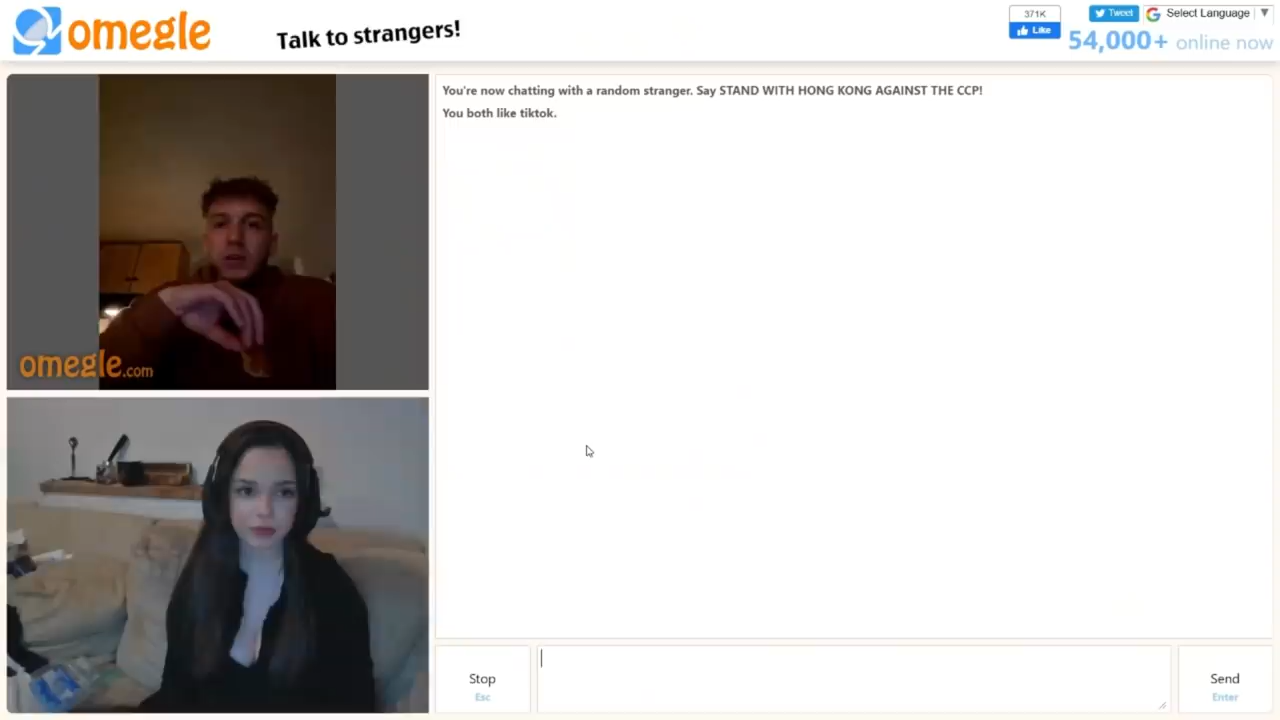 omegle
Talk to strangers!
371K
Like
Tweet
Select Language ▼
54,000+ online now
You're now chatting with a random stranger. Say STAND WITH HONG KONG AGAINST THE CCP!
You both like tiktok.
omegle.com
Stop
Esc
Send
Enter